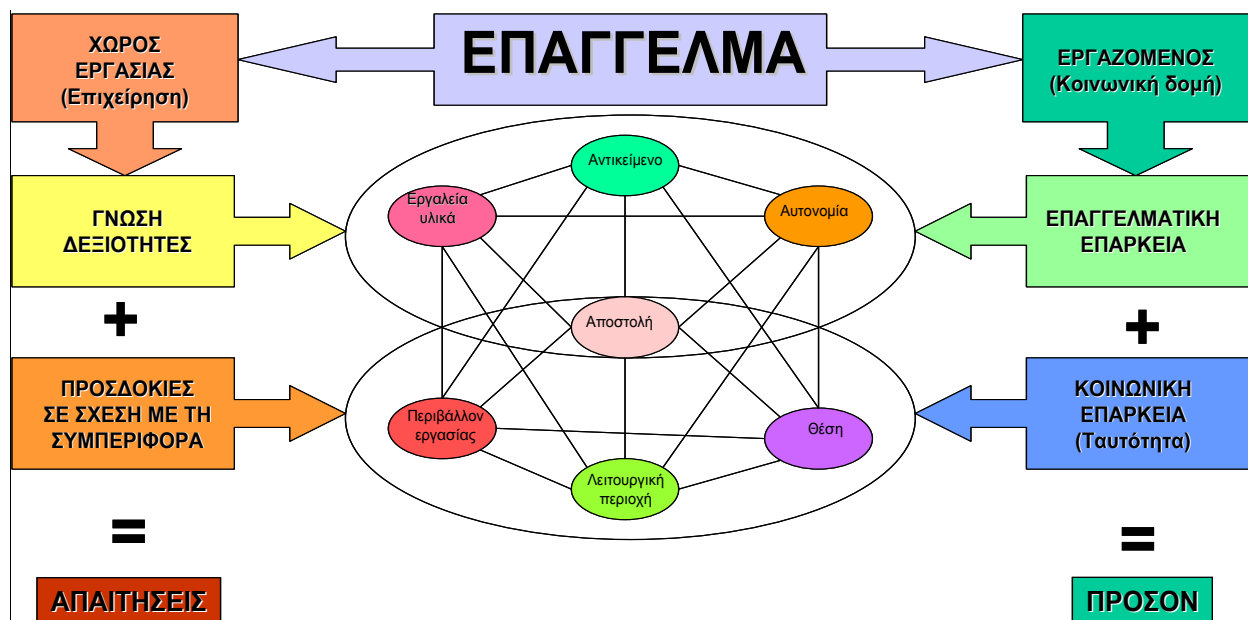 ΕΠΑΓΓΕΛΜΑ
ΧΩΡΟΣ
ΕΡΓΑΣΙΑΣ
(Επιχείρηση)
ΕΡΓΑΖΟΜΕΝΟΣ
(Κοινωνική δομή)
Αντικείμενο
Εργαλεία
υλικά
Αυτονομία
ΓΝΩΣΗ
ΔΕΞΙΟΤΗΤΕΣ
ΕΠΑΓΓΕΛΜΑΤΙΚΗ
ΕΠΑΡΚΕΙΑ
+
+
Αποστολή
ΠΡΟΣΔΟΚΙΕΣ
ΣΕ ΣΧΕΣΗ ΜΕ ΤΗ
ΣΥΜΠΕΡΙΦΟΡΑ
Περιβάλλον
εργασίας
Θέση
ΚΟΙΝΩΝΙΚΗ
ΕΠΑΡΚΕΙΑ
(Ταυτότητα)
Λειτουργική
περιοχή
=
=
ΑΠΑΙΤΗΣΕΙΣ
ΠΡΟΣΟΝ